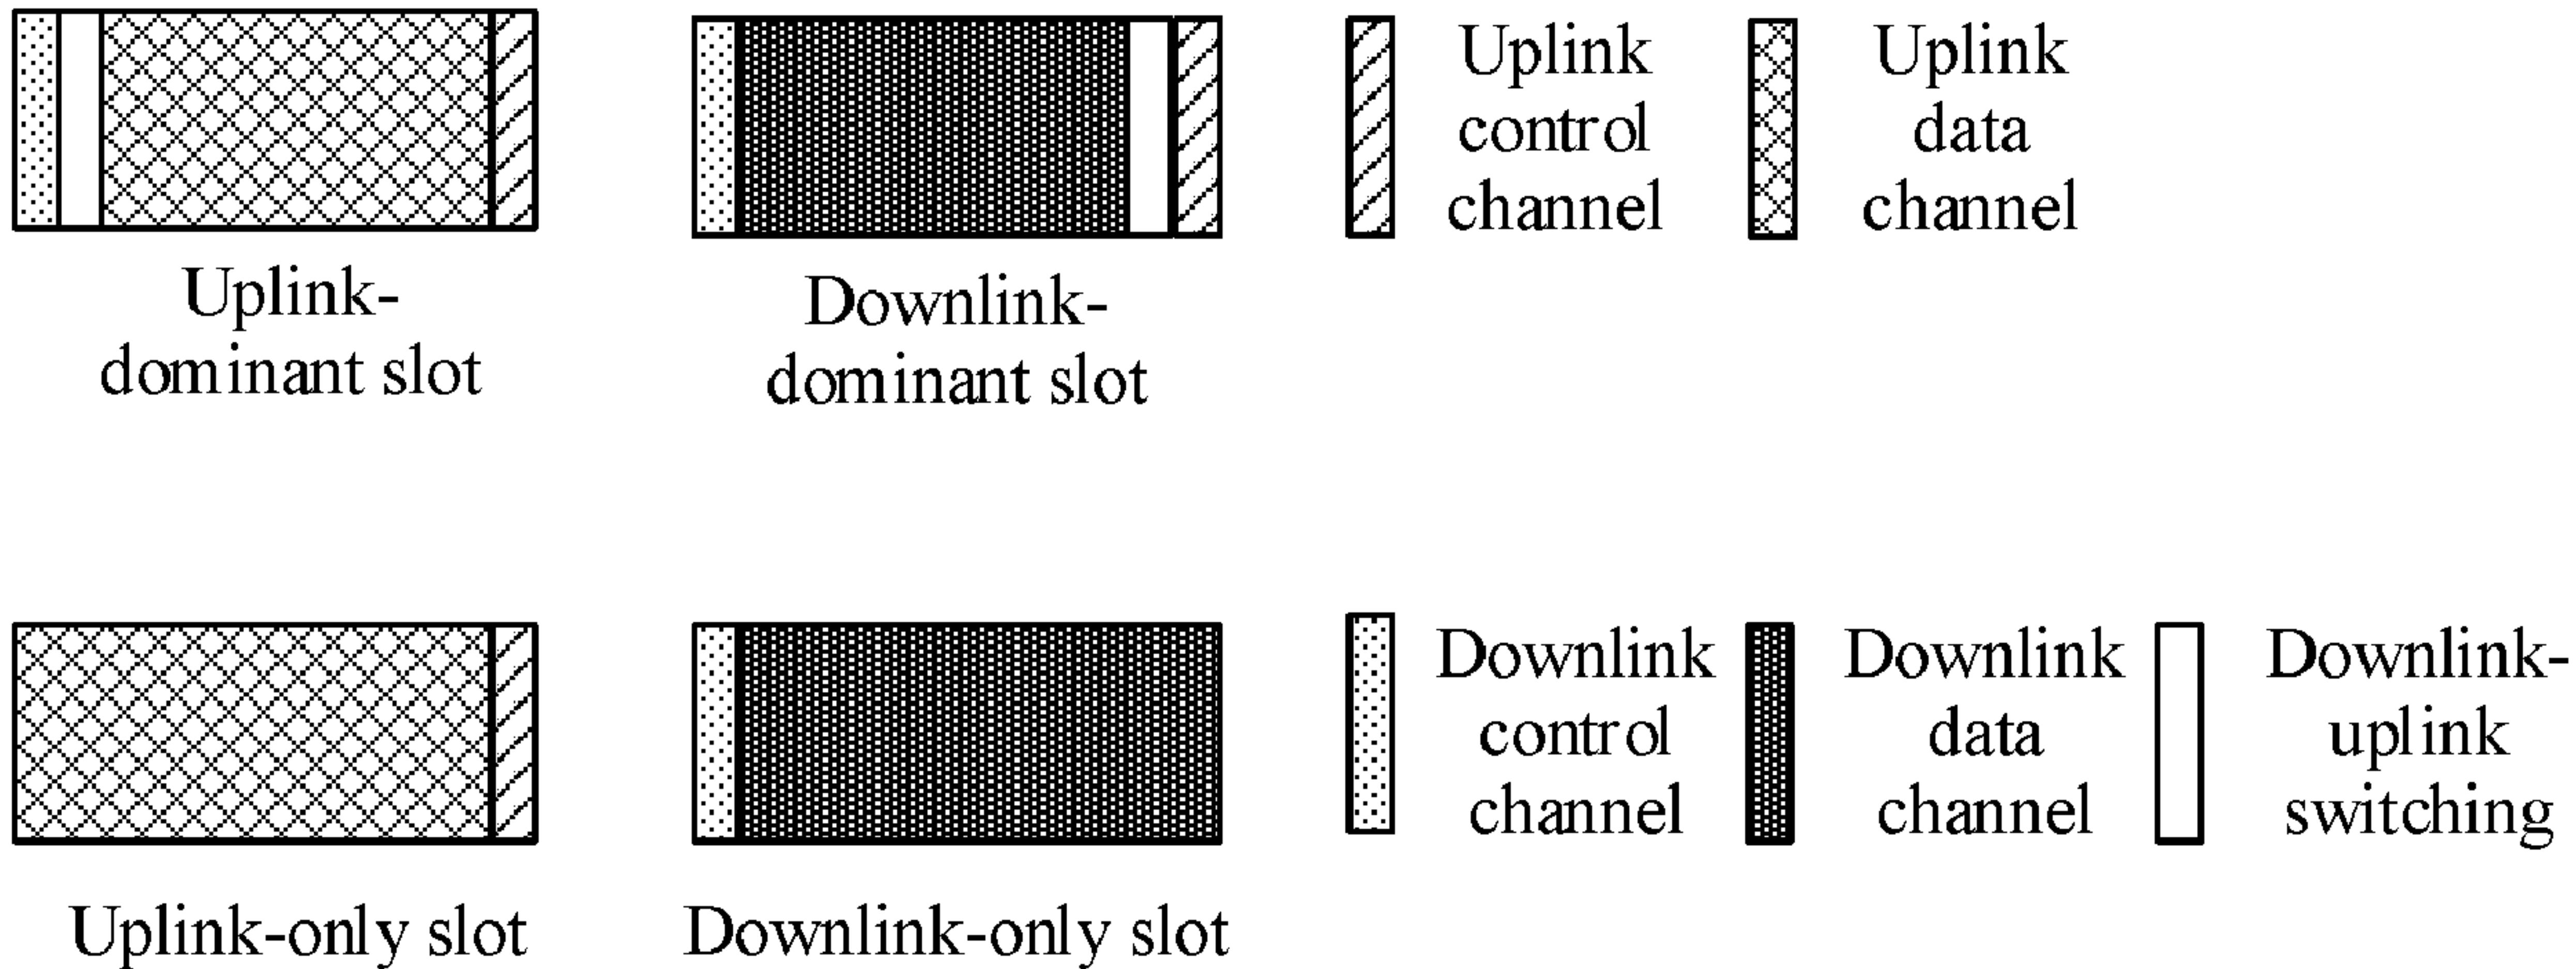 Uplink-
dominant slot
Downlink-
dominant slot
Uplink
control
channel
Uplink
data
channel
Uplink-only slot
Downlink-only slot
Downlink
control
channel
Downlink
data
channel
Downlink-
uplink
switching